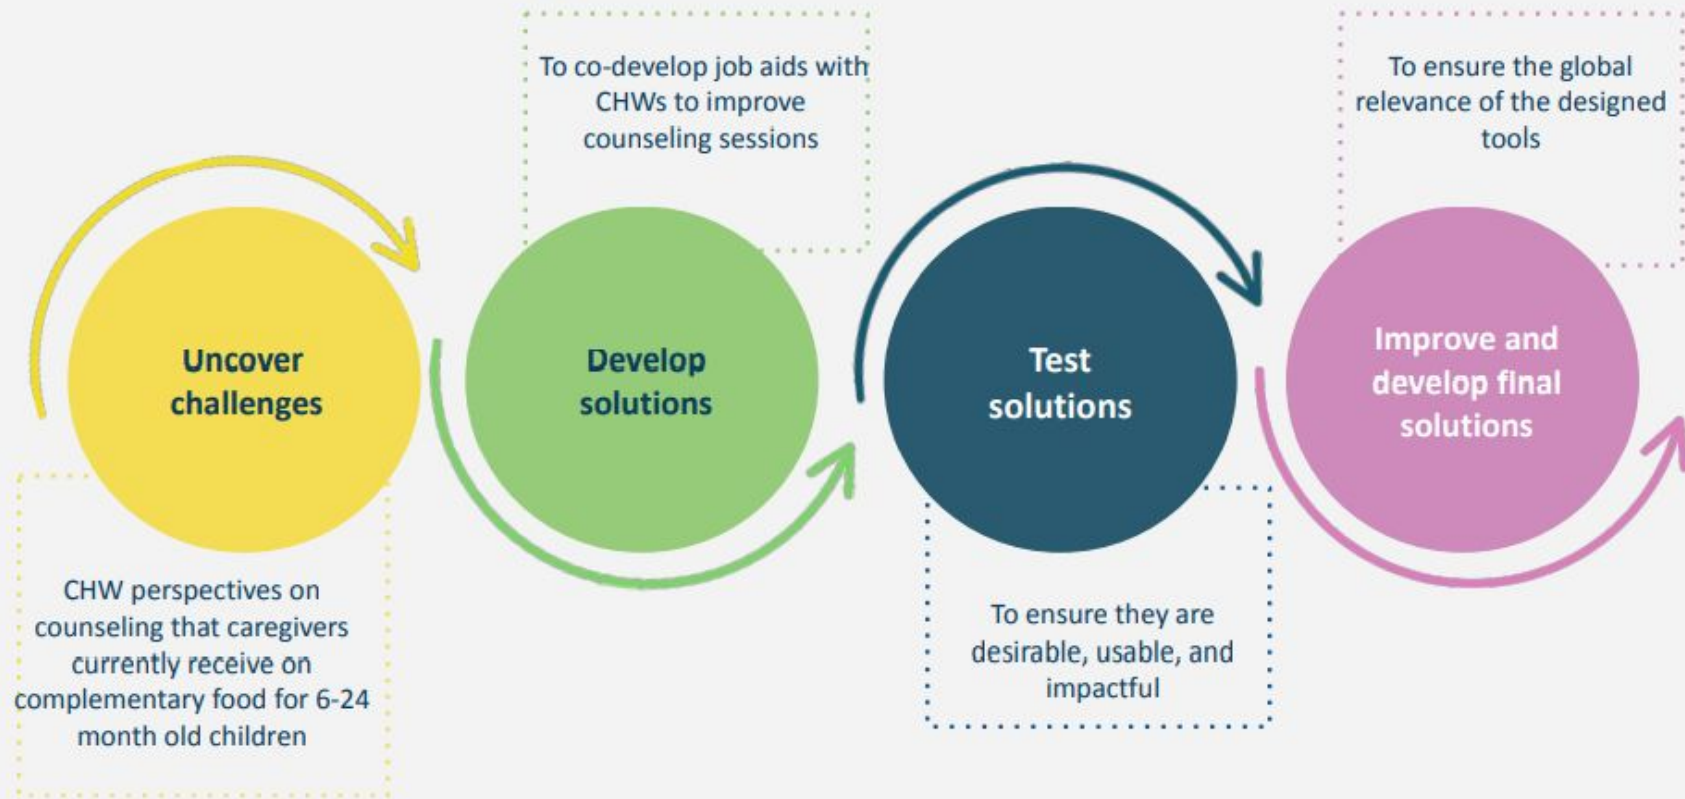 Uncover
challenges
CHW perspectives on
counseling that caregivers
currently receive on
complementary food for 6-24
month old children
To co-develop job aids with
CHWs to improve
counseling sessions
Develop
solutions
Test
solutions
To ensure they are
desirable, usable, and
impactful
To ensure the global
relevance of the designed
tools
Improve and
develop final
solutions